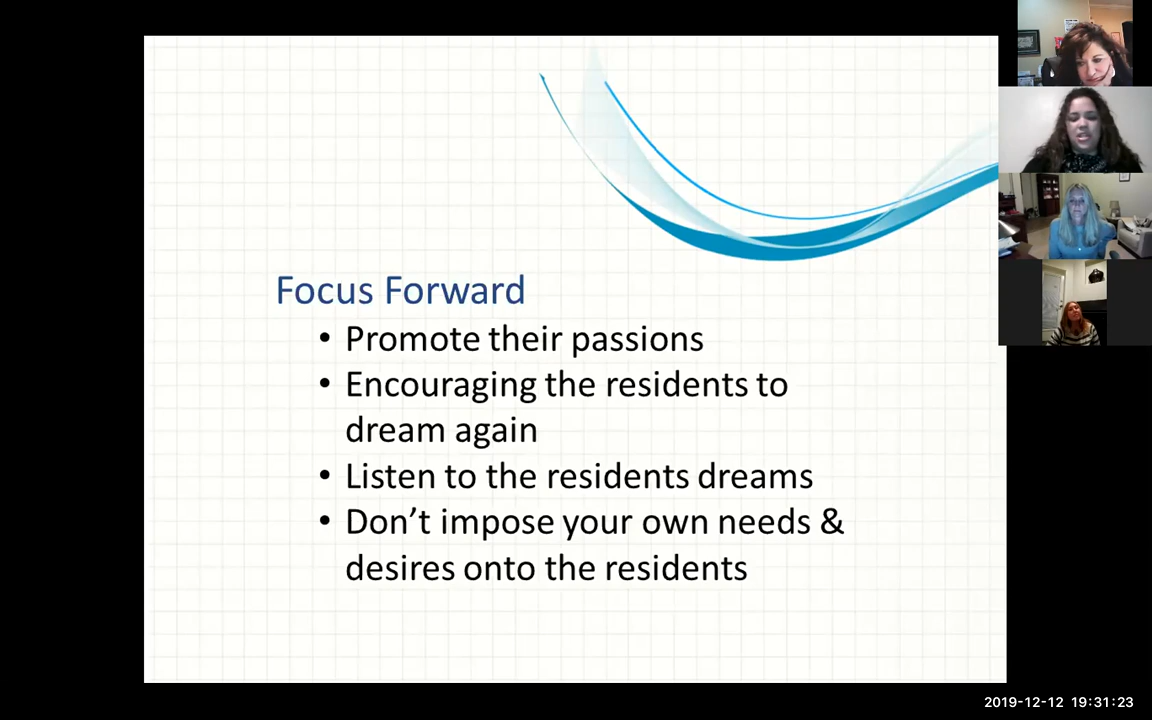 Focus Forward
• Promote their passions
• Encouraging the residents to
dream again
• Listen to the residents dreams
• Don’t impose your own needs &
desires onto the residents
2019-12-12 19:31:23